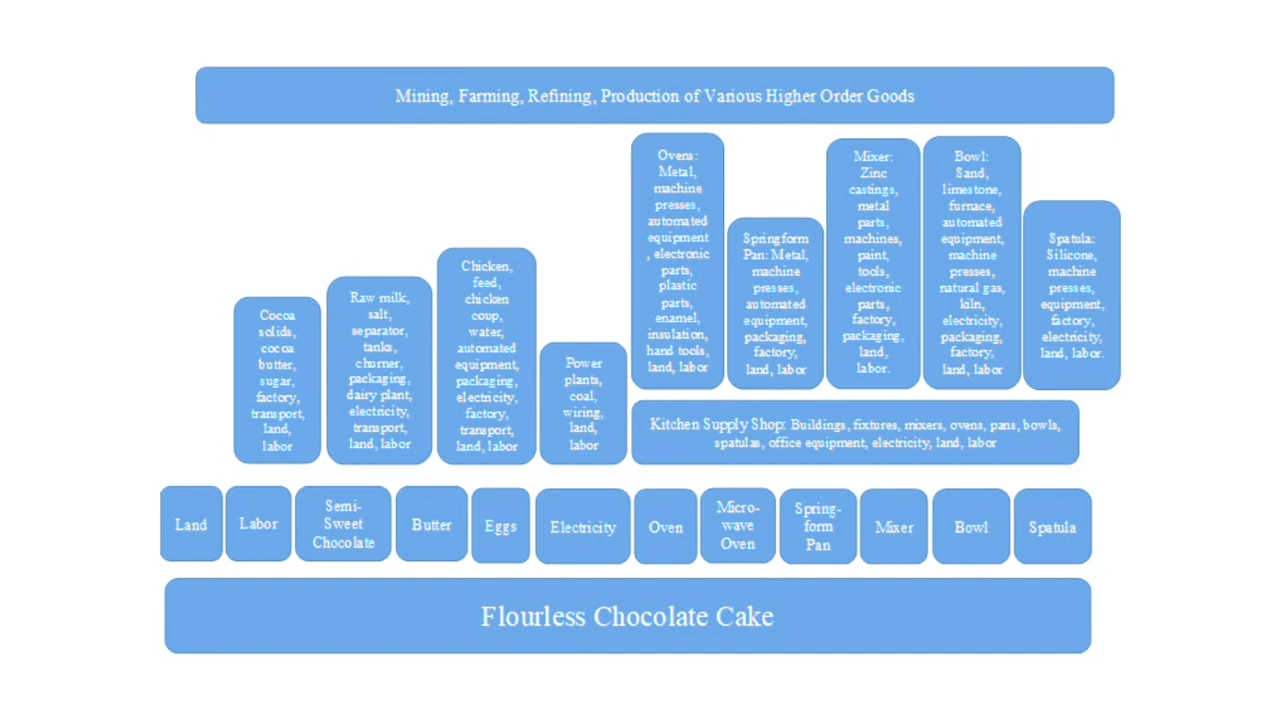 Mining, Farming, Refining, Production of Various Higher Order Goods
Cocoa
solids,
cocoa
butter,
sugar,
factory,
transport,
land,
labor
Raw milk,
salt,
separator,
tanks,
churner,
packaging,
dairy plant,
electricity,
transport,
land, labor
Chicken,
feed,
chicken
coup,
water,
automated
equipment,
packaging,
electricity,
factory,
transport,
land, labor
Power
plants,
coal,
wiring,
land,
labor
Ovens:
Metal,
machine
presses,
automated
equipment
, electronic
parts,
plastic
parts,
enamel,
insulation,
hand tools,
land, labor
Springform
Pan: Metal,
machine
presses,
automated
equipment,
packaging,
factory,
land, labor
Mixer:
Zinc
castings,
metal
parts,
machines,
paint,
tools,
electronic
parts,
factory,
packaging,
land,
labor.
Bowl:
Sand,
limestone,
furnace,
automated
equipment,
machine
presses,
natural gas,
kiln,
electricity,
packaging,
factory,
land, labor
Spatula:
Silicone,
machine
presses,
equipment,
factory,
electricity,
land, labor.
Kitchen Supply Shop: Buildings, fixtures, mixers, ovens, pans, bowls,
spatulas, office equipment, electricity, land, labor
Land
Labor
Semi-
Sweet
Chocolate
Butter
Eggs
Electricity
Oven
Micro-
wave
Oven
Spring-
form
Pan
Mixer
Bowl
Spatula
Flourless Chocolate Cake